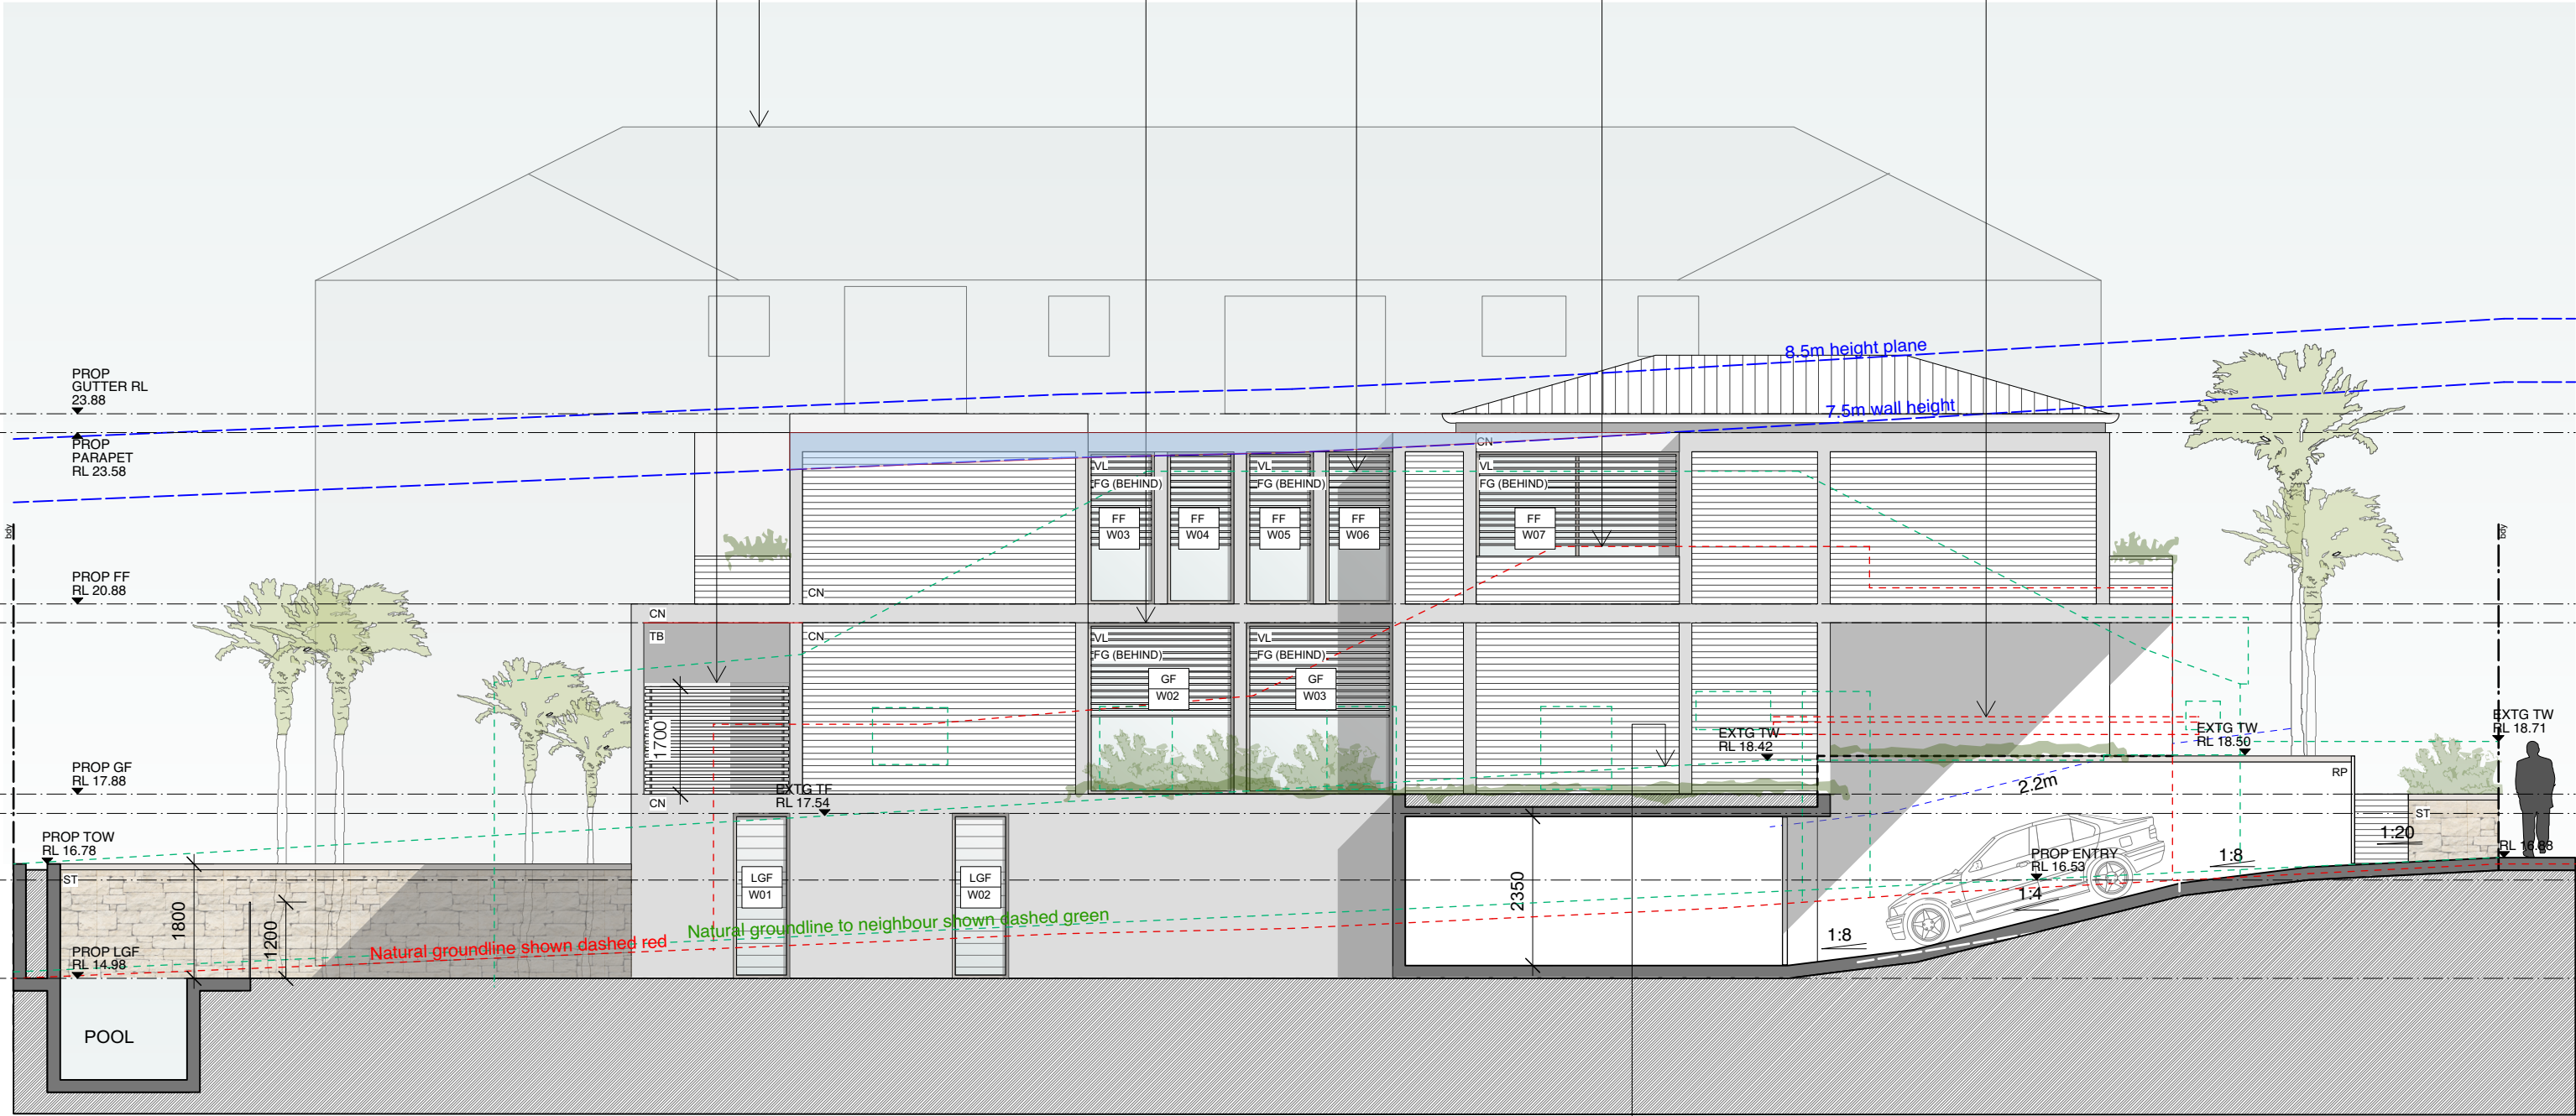 8.5m height plane
7.5m wall height
PROP
GUTTER RL
23.88
PROP
PARAPET
RL 23.58
CN
VL
FG (BEHIND)
VL
FG (BEHIND)
VL
FG (BEHIND)
FF
W03
FF
W04
FF
W05
FF
W06
FF
W07
bdy
bdy
PROP FF
RL 20.88
CN
CN
TB
CN
VL
FG (BEHIND)
VL
FG (BEHIND)
GF
W02
GF
W03
1700
EXTG TW
RL 18.42
EXTG TW
RL 18.50
EXTG TW
RL 18.71
PROP GF
RL 17.88
CN
EXTG TF
RL 17.54
2.2m
RP
ST
1:20
PROP TOW
RL 16.78
ST
1800
1200
LGF
W01
LGF
W02
2350
PROP ENTRY
RL 16.53
1:8
1:4
1:8
RL 16.88
Natural groundline to neighbour shown dashed green
Natural groundline shown dashed red
PROP LGF
RL 14.98
POOL